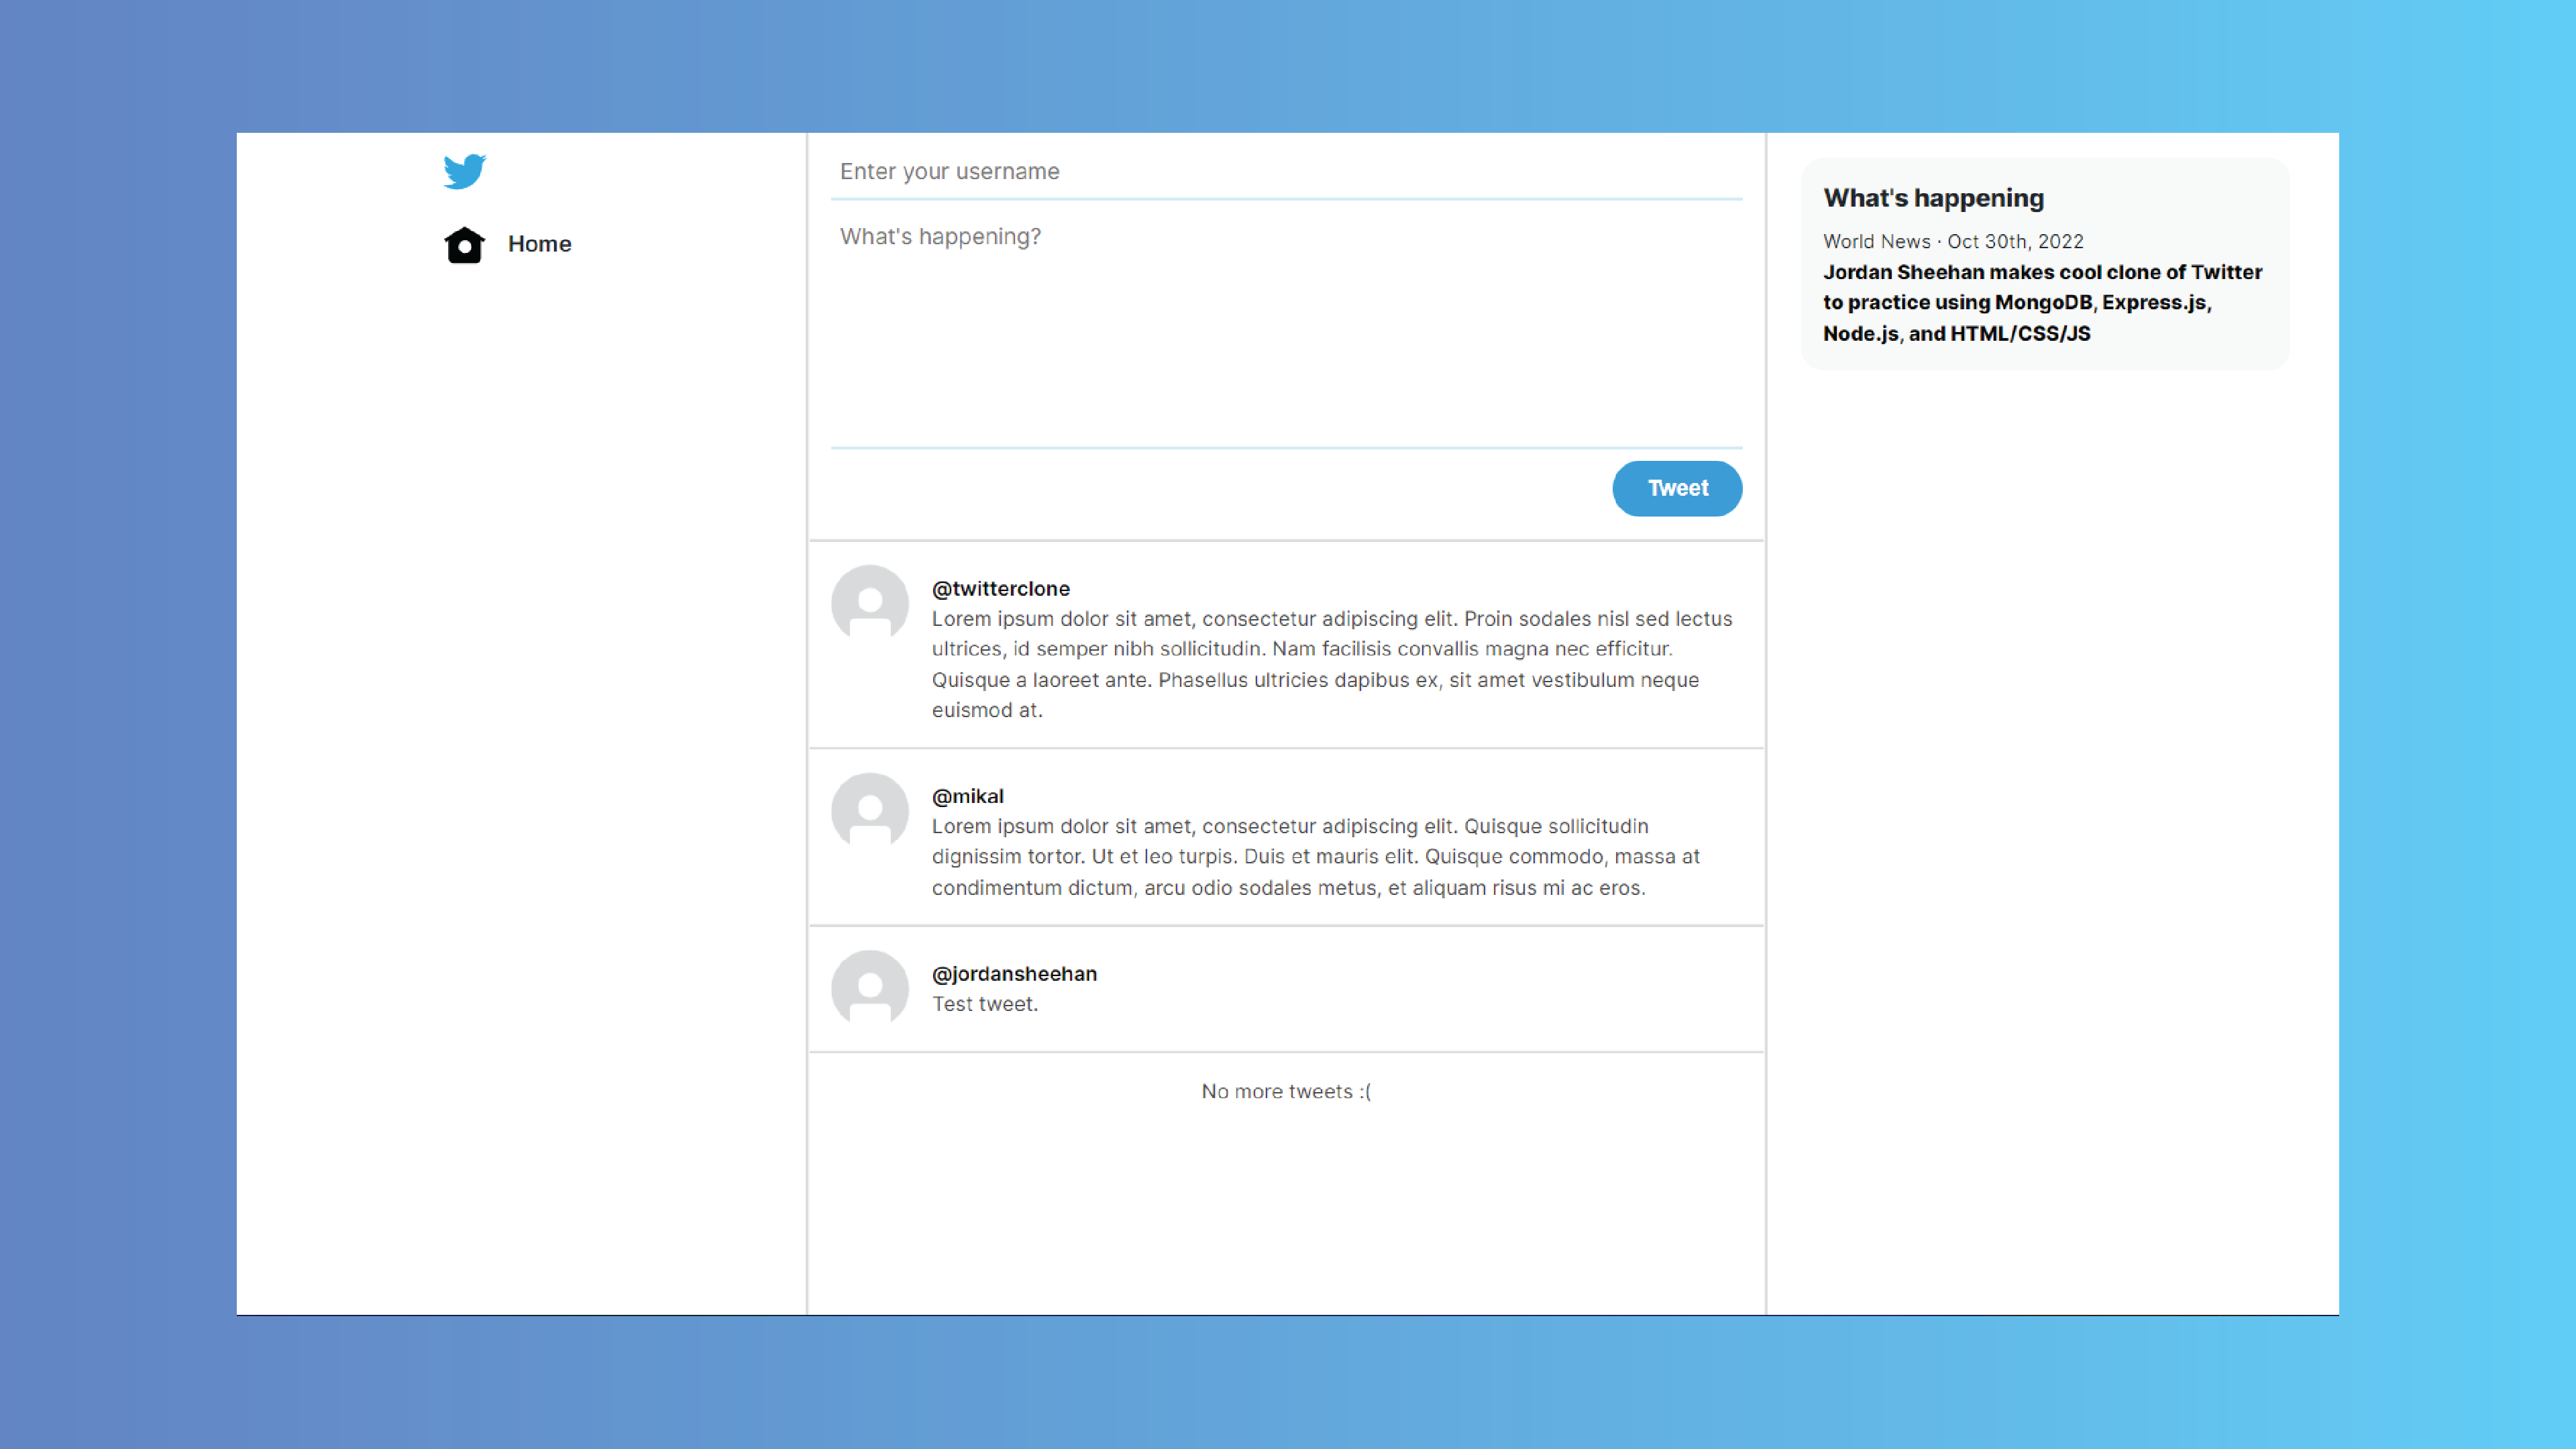 Home
Enter your username
What's happening?
Tweet
@twitterclone
Lorem ipsum dolor sit amet, consectetur adipiscing elit. Proin sodales nisl sed lectus
ultrices, id semper nibh sollicitudin. Nam facilisis convallis magna nec efficitur.
Quisque a laoreet ante. Phasellus ultricies dapibus ex, sit amet vestibulum neque
euismod at.
@mikal
Lorem ipsum dolor sit amet, consectetur adipiscing elit. Quisque sollicitudin
dignissim tortor. Ut et leo turpis. Duis et mauris elit. Quisque commodo, massa at
condimentum dictum, arcu odio sodales metus, et aliquam risus mi ac eros.
@jordansheehan
Test tweet.
No more tweets :(
What's happening
World News · Oct 30th, 2022
Jordan Sheehan makes cool clone of Twitter
to practice using MongoDB, Express.js,
Node.js, and HTML/CSS/JS